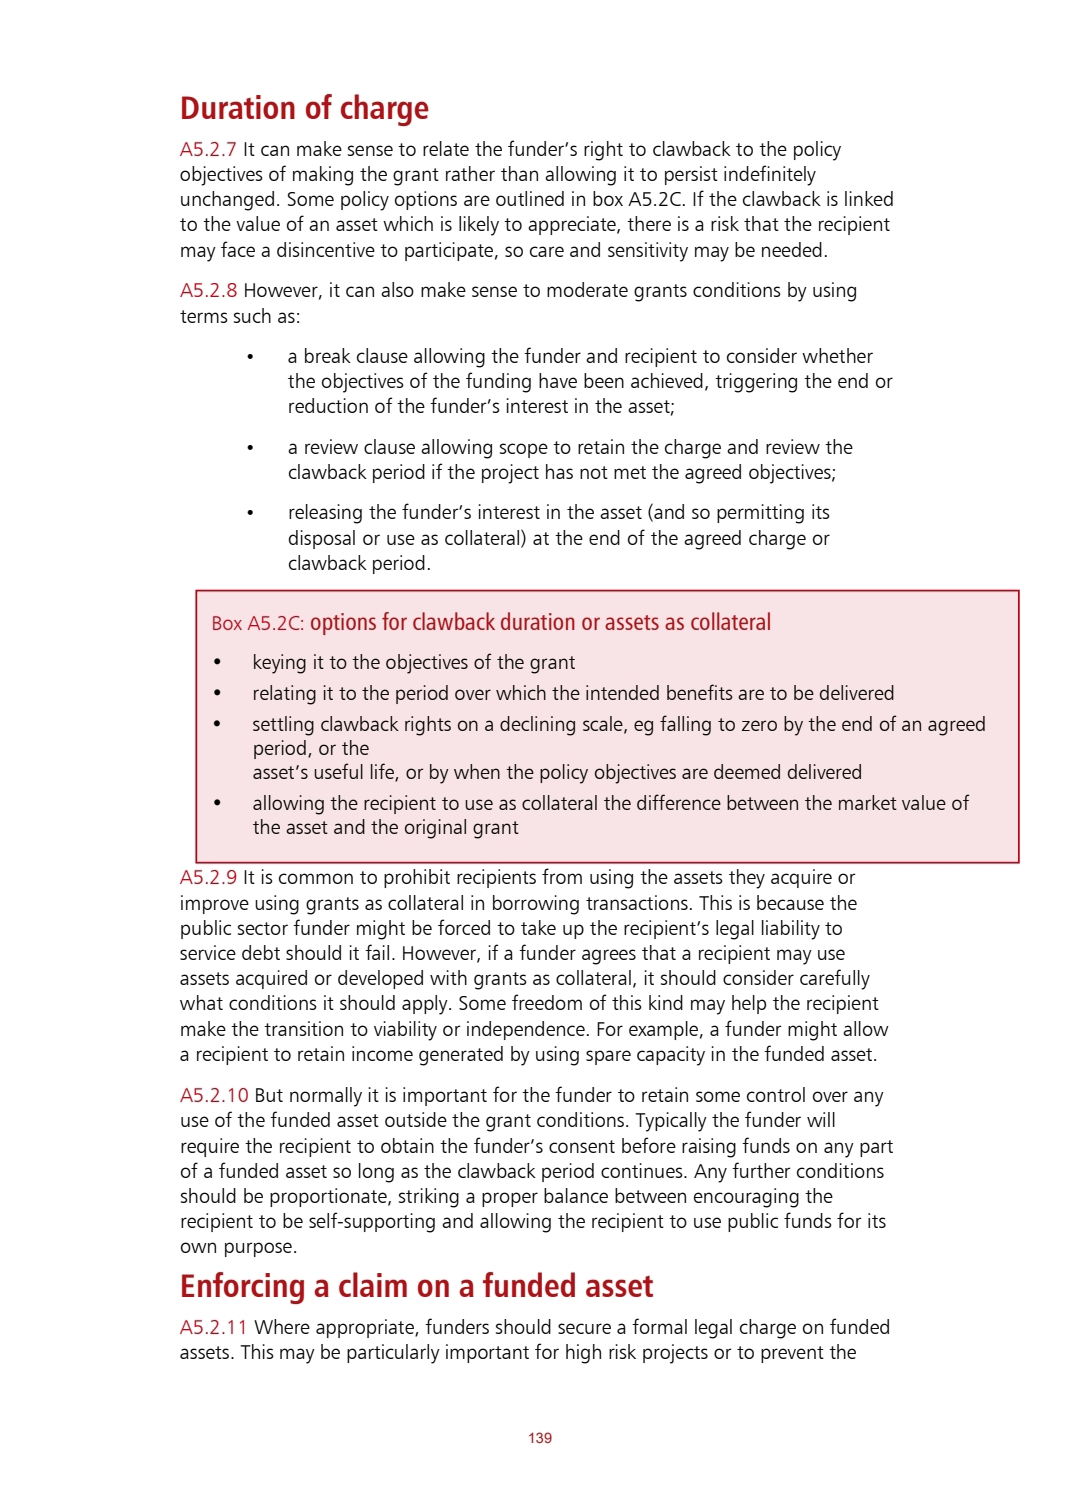 Duration of charge
A5.2.7 It can make sense to relate the funder’s right to clawback to the policy
objectives of making the grant rather than allowing it to persist indefinitely
unchanged. Some policy options are outlined in box A5.2C. If the clawback is linked
to the value of an asset which is likely to appreciate, there is a risk that the recipient
may face a disincentive to participate, so care and sensitivity may be needed.
A5.2.8 However, it can also make sense to moderate grants conditions by using
terms such as:
• a break clause allowing the funder and recipient to consider whether
the objectives of the funding have been achieved, triggering the end or
reduction of the funder’s interest in the asset;
• a review clause allowing scope to retain the charge and review the
clawback period if the project has not met the agreed objectives;
• releasing the funder’s interest in the asset (and so permitting its
disposal or use as collateral) at the end of the agreed charge or
clawback period.
Box A5.2C: options for clawback duration or assets as collateral
• keying it to the objectives of the grant
• relating it to the period over which the intended benefits are to be delivered
• settling clawback rights on a declining scale, eg falling to zero by the end of an agreed
period, or the
asset’s useful life, or by when the policy objectives are deemed delivered
• allowing the recipient to use as collateral the difference between the market value of
the asset and the original grant
A5.2.9 It is common to prohibit recipients from using the assets they acquire or
improve using grants as collateral in borrowing transactions. This is because the
public sector funder might be forced to take up the recipient’s legal liability to
service debt should it fail. However, if a funder agrees that a recipient may use
assets acquired or developed with grants as collateral, it should consider carefully
what conditions it should apply. Some freedom of this kind may help the recipient
make the transition to viability or independence. For example, a funder might allow
a recipient to retain income generated by using spare capacity in the funded asset.
A5.2.10 But normally it is important for the funder to retain some control over any
use of the funded asset outside the grant conditions. Typically the funder will
require the recipient to obtain the funder’s consent before raising funds on any part
of a funded asset so long as the clawback period continues. Any further conditions
should be proportionate, striking a proper balance between encouraging the
recipient to be self-supporting and allowing the recipient to use public funds for its
own purpose.
Enforcing a claim on a funded asset
A5.2.11 Where appropriate, funders should secure a formal legal charge on funded
assets. This may be particularly important for high risk projects or to prevent the
139